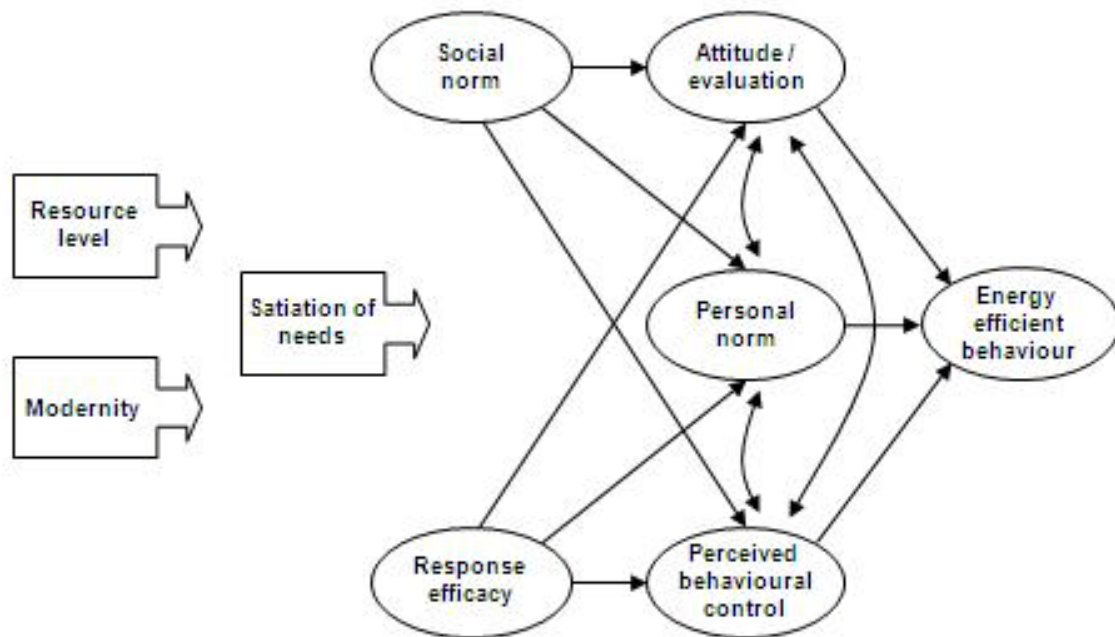 Social
norm
Attitude /
evaluation
Resource
level
Satiation of
needs
Personal
norm
Energy
efficient
behaviour
Modernity
Response
efficacy
Perceived
behavioural
control